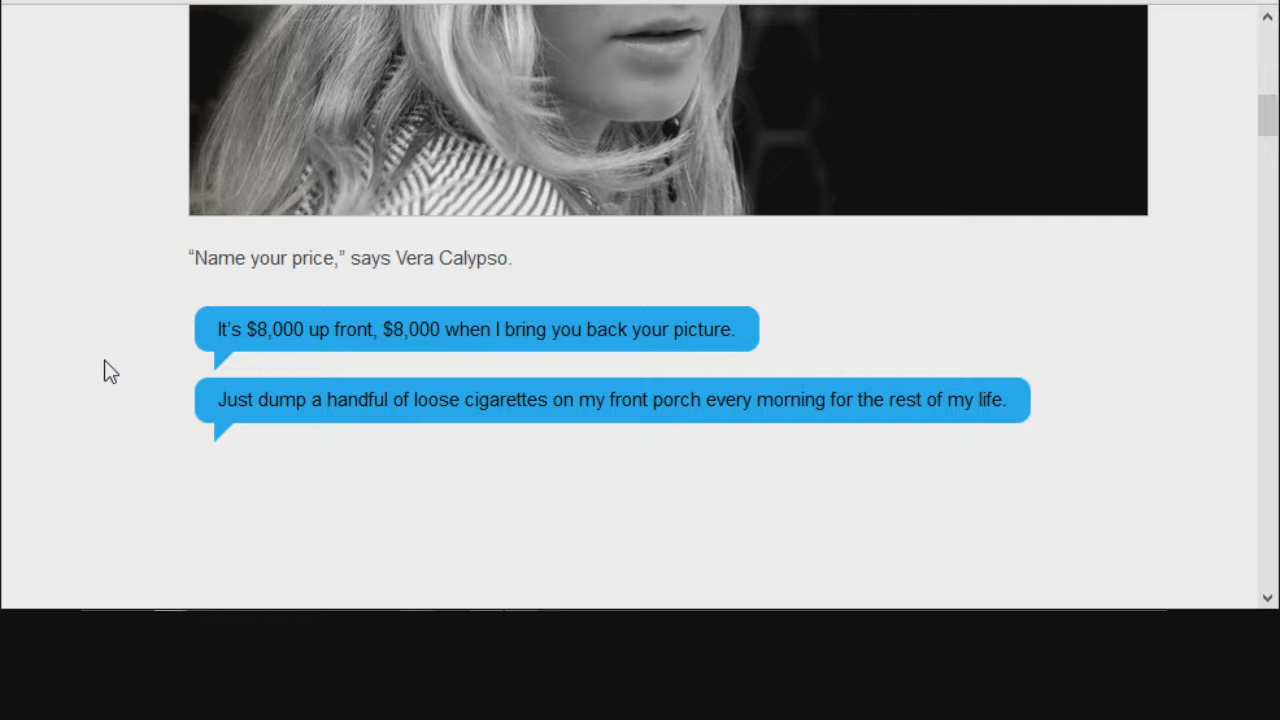 “Name your price,” says Vera Calypso.
It’s $8,000 up front, $8,000 when I bring you back your picture.
Just dump a handful of loose cigarettes on my front porch every morning for the rest of my life.